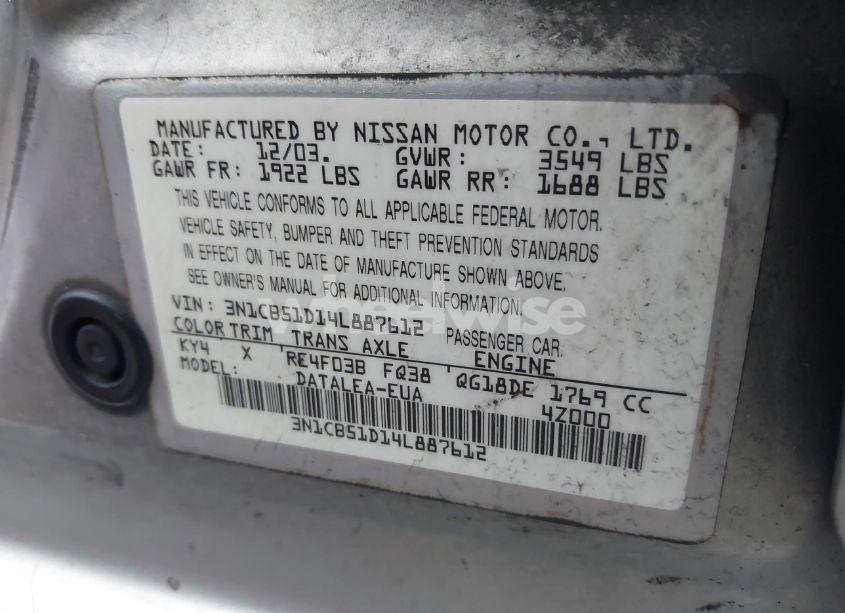 MANUFACTURED BY NISSAN MOTOR CO., LTD.
DATE: 12/03. GVWR: 3549 LBS
GAWR FR: 1922 LBS GAWR RR: 1688 LBS
THIS VEHICLE CONFORMS TO ALL APPLICABLE FEDERAL MOTOR.
VEHICLE SAFETY, BUMPER AND THEFT PREVENTION STANDARDS
IN EFFECT ON THE DATE OF MANUFACTURE SHOWN ABOVE.
SEE OWNER'S MANUAL FOR ADDITIONAL INFORMATION.
VIN: 3N1CB51D14L887612 PASSENGER CAR.
COLOR TRIM TRANS AXLE ENGINE
KY4 X RE4F03B FQ38 QG18DE 1769 CC
MODEL: DATALEA-EUA 4Z000
3N1CB51D14L887612
wheelwise